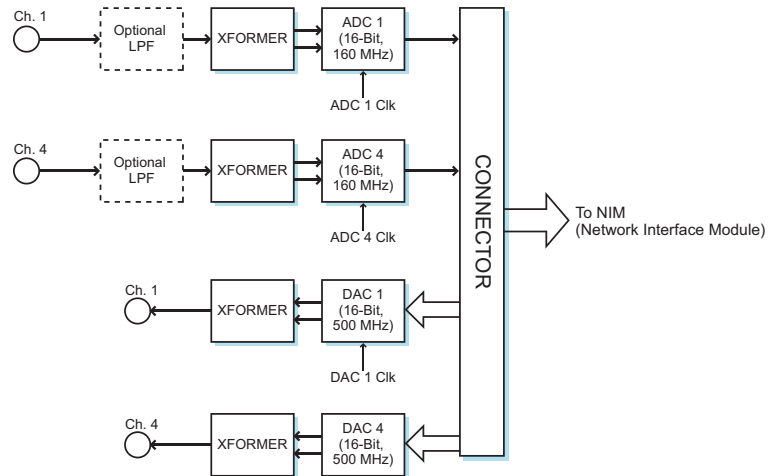 Ch. 1
Optional
LPF
XFORMER
ADC 1
(16-Bit,
160 MHz)
ADC 1 Clk
Ch. 4
Optional
LPF
XFORMER
ADC 4
(16-Bit,
160 MHz)
ADC 4 Clk
CONNECTOR
To NIM
(Network Interface Module)
Ch. 1
XFORMER
DAC 1
(16-Bit,
500 MHz)
DAC 1 Clk
Ch. 4
XFORMER
DAC 4
(16-Bit,
500 MHz)